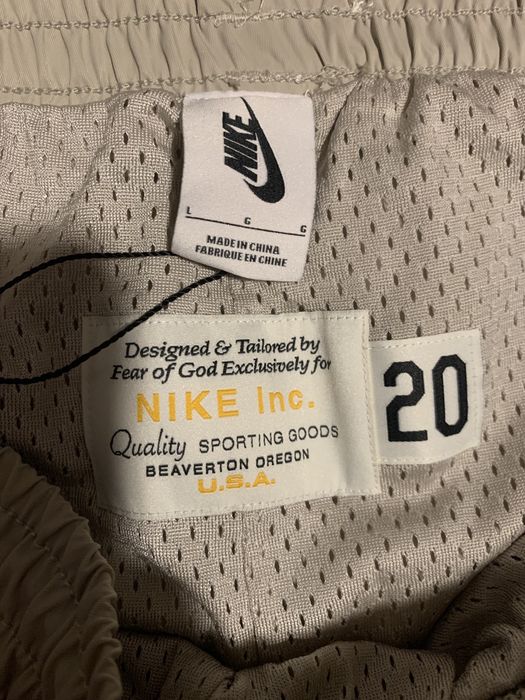 NIKE
L G G
MADE IN CHINA
FABRIQUE EN CHINE
Designed & Tailored by
Fear of God Exclusively for
NIKE Inc.
Quality SPORTING GOODS
BEAVERTON OREGON
U.S.A.
20